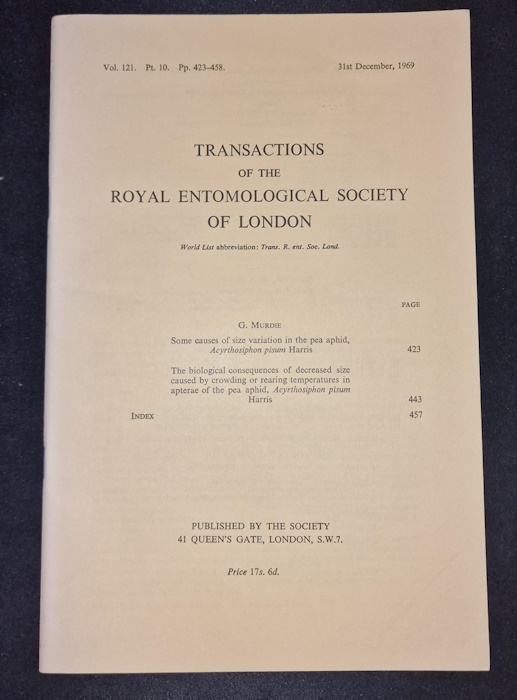 Vol. 121. Pt. 10. Pp. 423–458. 31st December, 1969
TRANSACTIONS
OF THE
ROYAL ENTOMOLOGICAL SOCIETY
OF LONDON
World List abbreviation: Trans. R. ent. Soc. Lond.
PAGE
G. Murdie
Some causes of size variation in the pea aphid,
Acyrthosiphon pisum Harris 423
The biological consequences of decreased size
caused by crowding or rearing temperatures in
apterae of the pea aphid, Acyrthosiphon pisum
Harris 443
Index 457
PUBLISHED BY THE SOCIETY
41 QUEEN'S GATE, LONDON, S.W.7.
Price 17s. 6d.